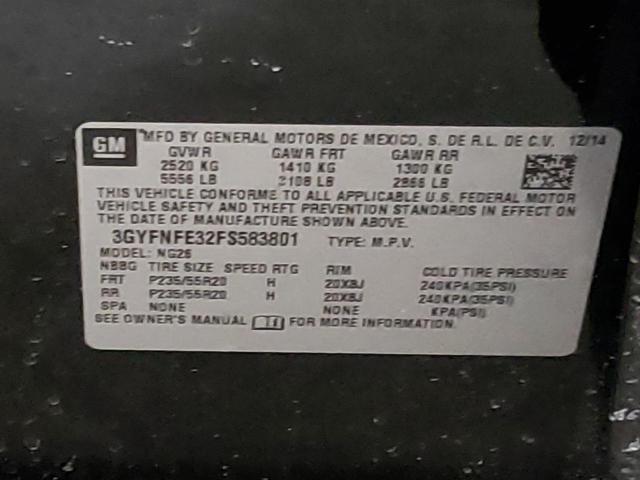 GM MFD BY GENERAL MOTORS DE MEXICO, S. DE R.L. DE C.V. 12/14
GVWR GAWR FRT GAWR RR
2520 KG 1410 KG 1300 KG
5556 LB 3108 LB 2866 LB
THIS VEHICLE CONFORMS TO ALL APPLICABLE U.S. FEDERAL MOTOR
VEHICLE SAFETY AND THEFT PREVENTION STANDARDS IN EFFECT ON
THE DATE OF MANUFACTURE SHOWN ABOVE.
3GYFNFE32FS583801 TYPE: M.P.V.
MODEL: NG26
NBBG TIRE SIZE SPEED RTG RIM COLD TIRE PRESSURE
FRT P235/55R20 H 20X8J 240KPA(35PSI)
RR P235/55R20 H 20X8J 240KPA(35PSI)
SPA NONE NONE KPA(PSI)
SEE OWNER'S MANUAL FOR MORE INFORMATION.